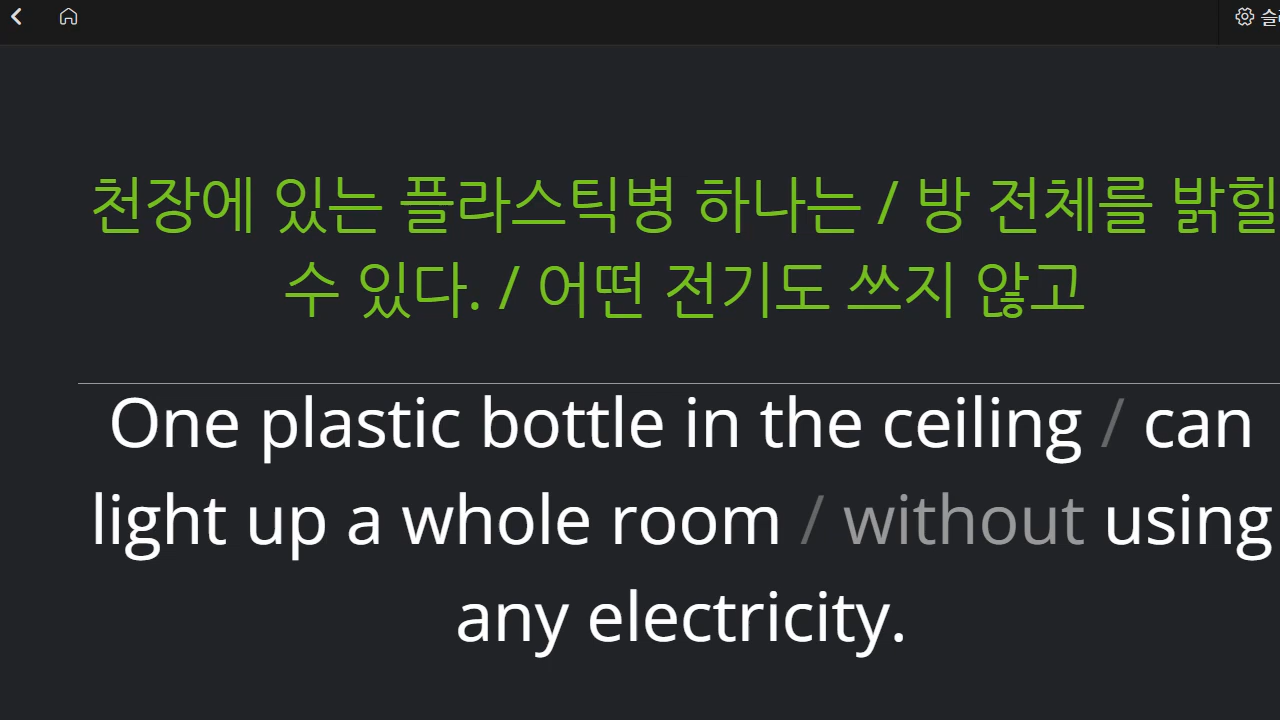 천장에 있는 플라스틱병 하나는 / 방 전체를 밝힐
수 있다. / 어떤 전기도 쓰지 않고
One plastic bottle in the ceiling / can
light up a whole room / without using
any electricity.